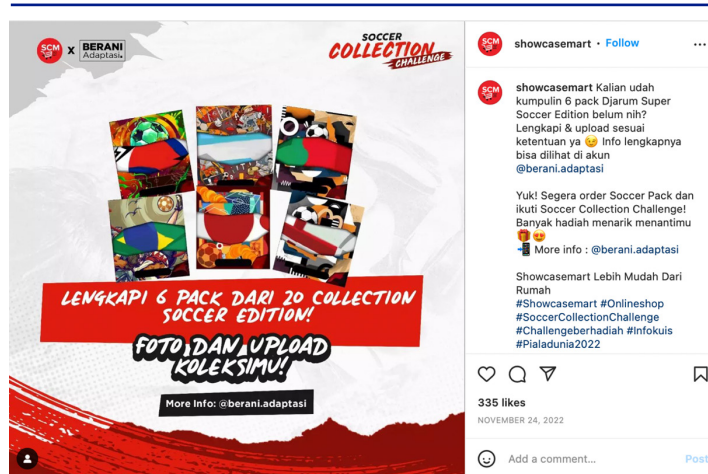 SCM x BERANI
Adaptasi.
SOCCER
COLLECTION
CHALLENGE
LENGKAPI 6 PACK DARI 20 COLLECTION
SOCCER EDITION!
FOTO DAN UPLOAD
KOLEKSIMU!
More Info: @berani.adaptasi
SCM
showcasemart • Follow
...
SCM
showcasemart Kalian udah
kumpulin 6 pack Djarum Super
Soccer Edition belum nih?
Lengkapi & upload sesuai
ketentuan ya 😉 Info lengkapnya
bisa dilihat di akun
@berani.adaptasi
Yuk! Segera order Soccer Pack dan
ikuti Soccer Collection Challenge!
Banyak hadiah menarik menantimu
🎁😍
📲 More info : @berani.adaptasi
Showcasemart Lebih Mudah Dari
Rumah
#Showcasemart #Onlineshop
#SoccerCollectionChallenge
#Challengeberhadiah #Infokuis
#Pialadunia2022
335 likes
NOVEMBER 24, 2022
Add a comment...
Post